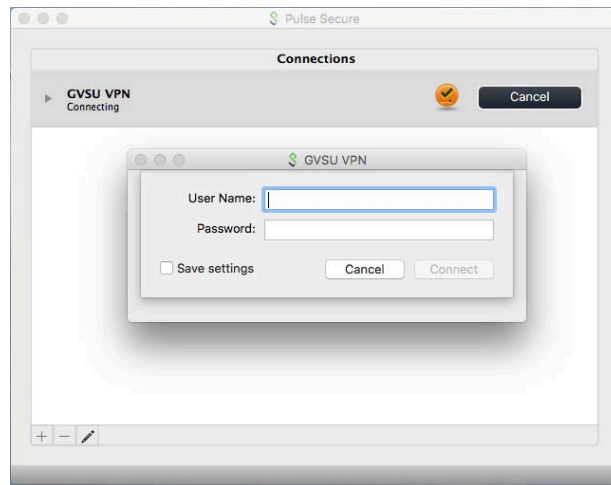 Pulse Secure
Connections
GVSU VPN
Connecting
Cancel
GVSU VPN
User Name:
Password:
Save settings
Cancel
Connect